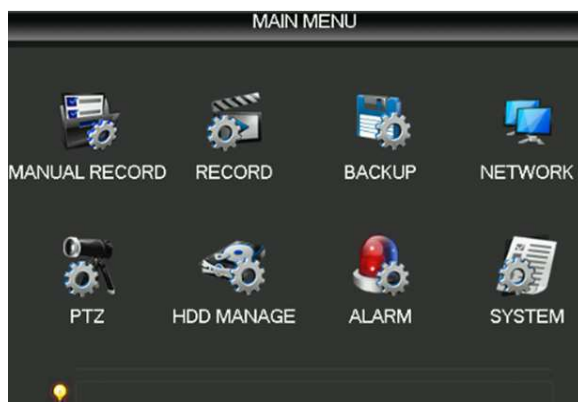 MAIN MENU
MANUAL RECORD RECORD BACKUP NETWORK
PTZ HDD MANAGE ALARM SYSTEM